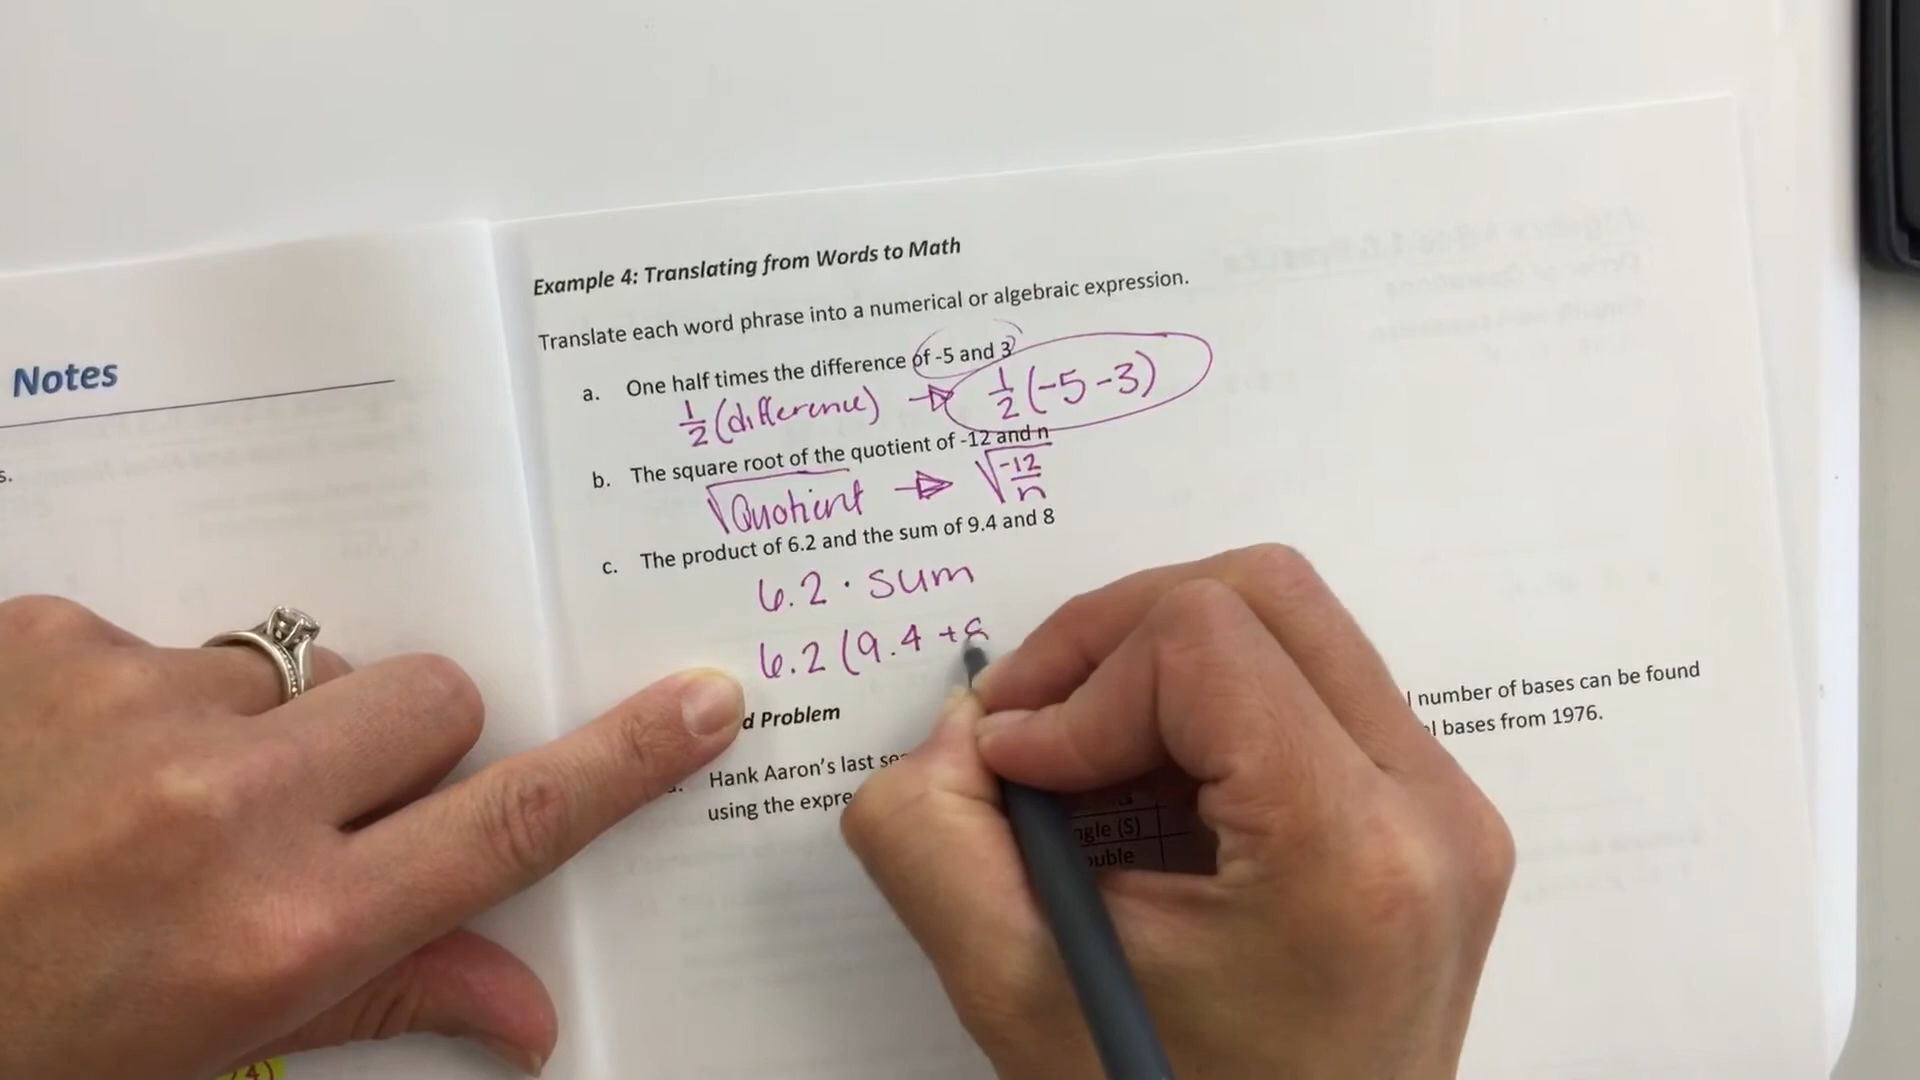 Notes
s.
Example 4: Translating from Words to Math
Translate each word phrase into a numerical or algebraic expression.
a. One half times the difference of -5 and 3
1/2 (difference) → 1/2 (-5-3)
b. The square root of the quotient of -12 and n
√Quotient → √-12/n
c. The product of 6.2 and the sum of 9.4 and 8
6.2 · sum
6.2 (9.4 + 8
d Problem
Hank Aaron's last se
number of bases can be found
using the expre
l bases from 1976.
ngle (S)
ouble
4)